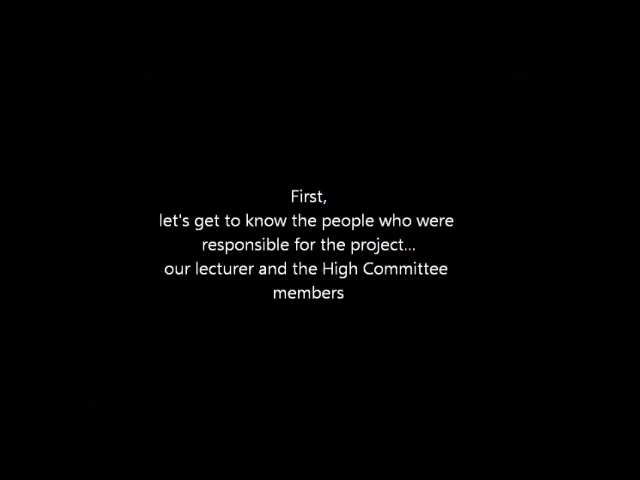 First,
let's get to know the people who were
responsible for the project...
our lecturer and the High Committee
members